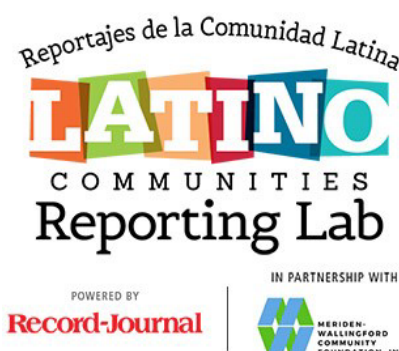 Reportajes de la Comunidad Latina
LATINO
COMMUNITIES
Reporting Lab
POWERED BY
Record-Journal
IN PARTNERSHIP WITH
MERIDEN-
WALLINGFORD
COMMUNITY